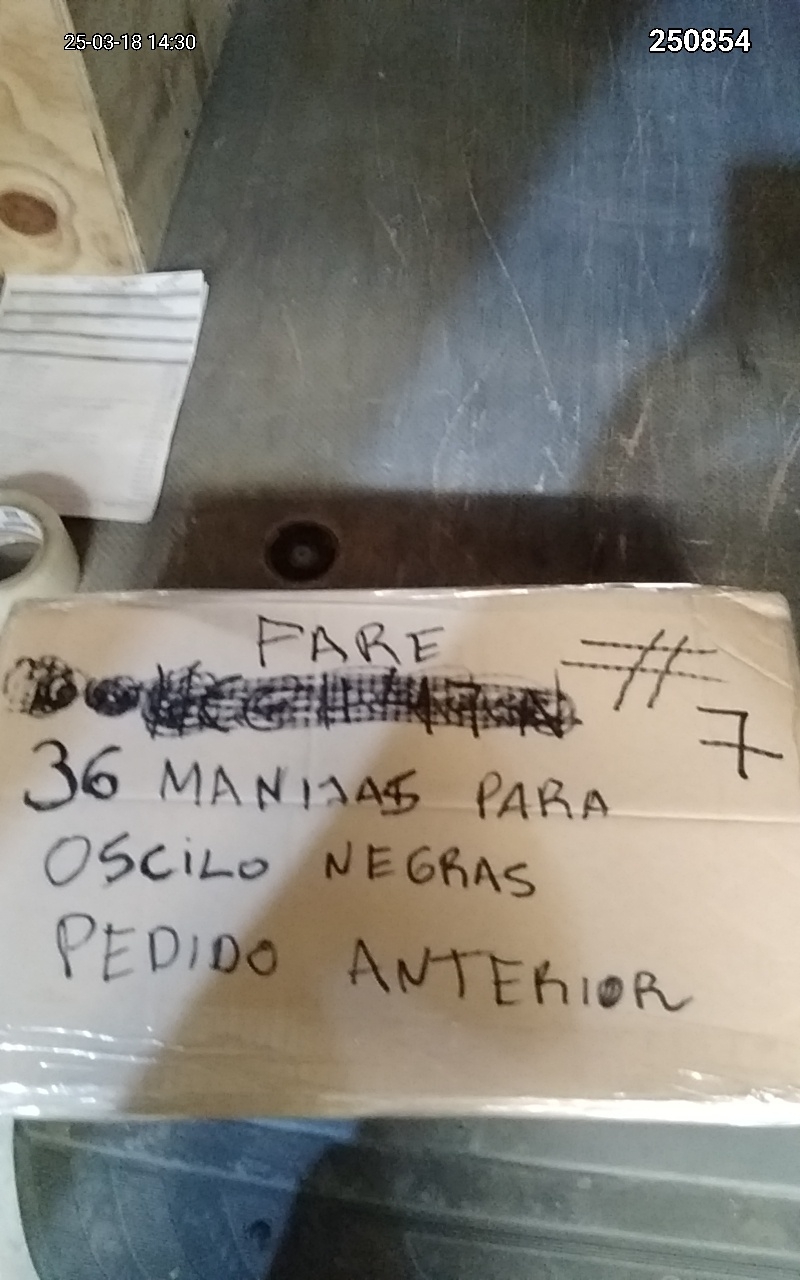 25-03-18 14:30
250854
FARE
#
7
36 MANIJAS PARA
OSCILO NEGRAS
PEDIDO ANTERIOR